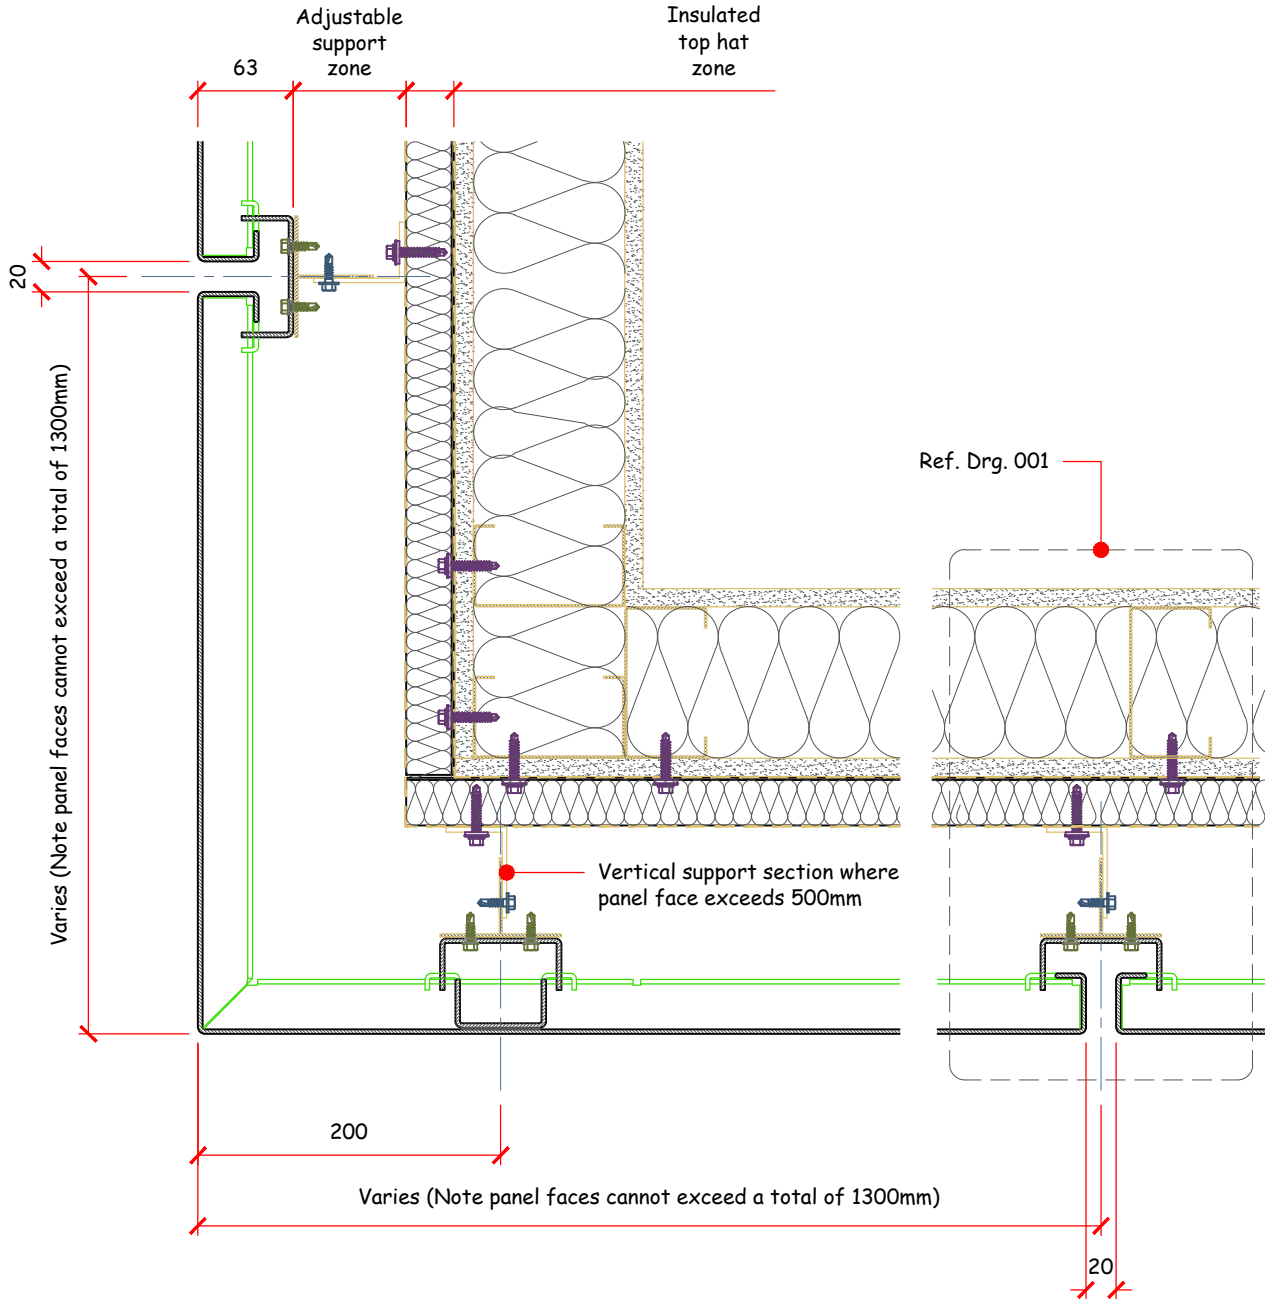 Adjustable
support
zone
Insulated
top hat
zone
63
20
Varies (Note panel faces cannot exceed a total of 1300mm)
Ref. Drg. 001
Vertical support section where
panel face exceeds 500mm
200
Varies (Note panel faces cannot exceed a total of 1300mm)
20